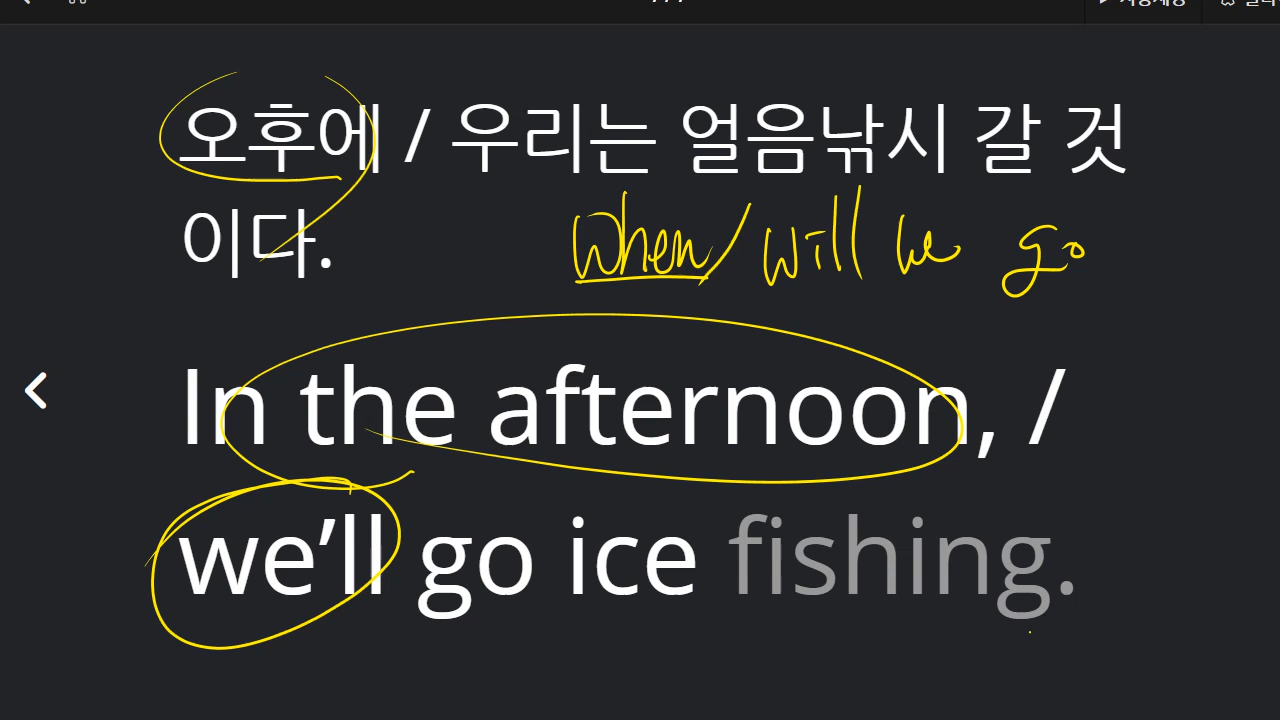 오후에 / 우리는 얼음낚시 갈 것
이다.
when / will we go
In the afternoon, /
we’ll go ice fishing.